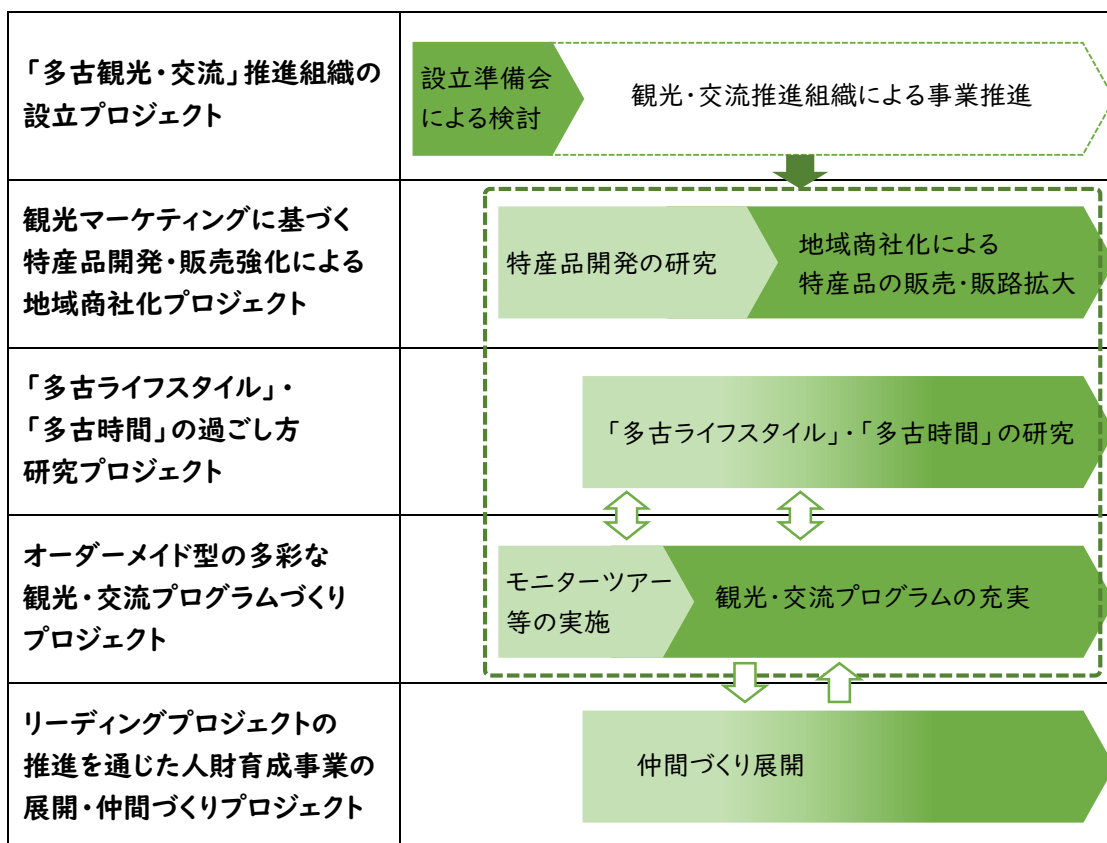 「多古観光・交流」推進組織の
設立プロジェクト
設立準備会
による検討
観光・交流推進組織による事業推進
観光マーケティングに基づく
特産品開発・販売強化による
地域商社化プロジェクト
特産品開発の研究
地域商社化による
特産品の販売・販路拡大
「多古ライフスタイル」・
「多古時間」の過ごし方
研究プロジェクト
「多古ライフスタイル」・「多古時間」の研究
オーダーメイド型の多彩な
観光・交流プログラムづくり
プロジェクト
モニターツアー
等の実施
観光・交流プログラムの充実
リーディングプロジェクトの
推進を通じた人財育成事業の
展開・仲間づくりプロジェクト
仲間づくり展開